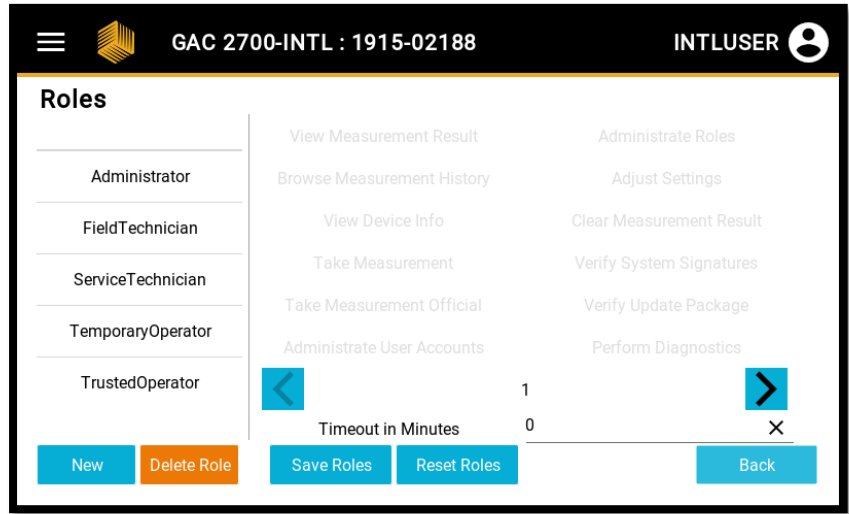 GAC 2700-INTL : 1915-02188
INTLUSER
Roles
Administrator
FieldTechnician
ServiceTechnician
TemporaryOperator
TrustedOperator
View Measurement Result
Administrate Roles
Browse Measurement History
Adjust Settings
View Device Info
Clear Measurement Result
Take Measurement
Verify System Signatures
Take Measurement Official
Verify Update Package
Administrate User Accounts
Perform Diagnostics
1
Timeout in Minutes
0
New
Delete Role
Save Roles
Reset Roles
Back